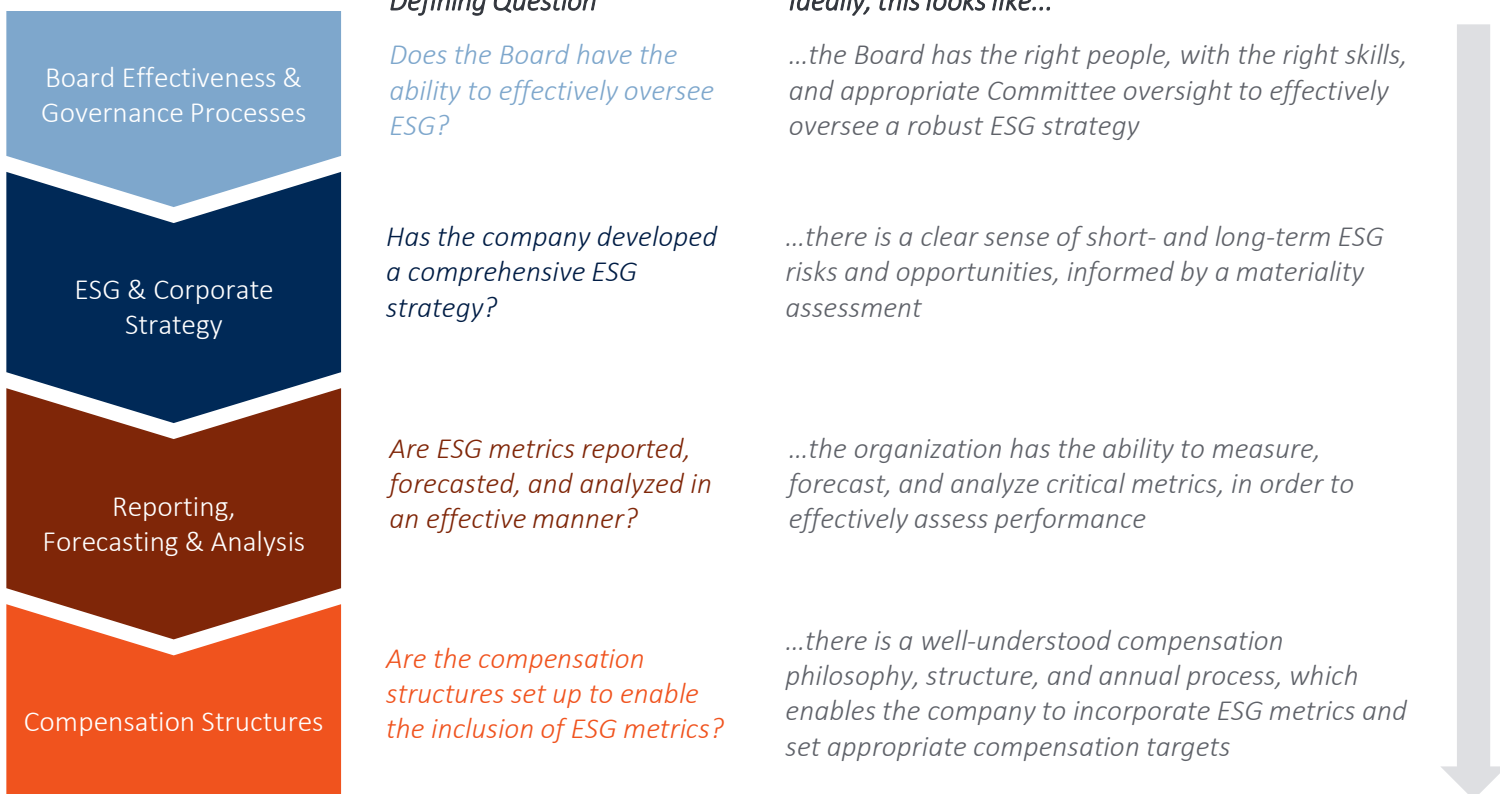 Defining Question
Ideally, this looks like...
Board Effectiveness &
Governance Processes
Does the Board have the
ability to effectively oversee
ESG?
...the Board has the right people, with the right skills,
and appropriate Committee oversight to effectively
oversee a robust ESG strategy
ESG & Corporate
Strategy
Has the company developed
a comprehensive ESG
strategy?
...there is a clear sense of short- and long-term ESG
risks and opportunities, informed by a materiality
assessment
Reporting,
Forecasting & Analysis
Are ESG metrics reported,
forecasted, and analyzed in
an effective manner?
...the organization has the ability to measure,
forecast, and analyze critical metrics, in order to
effectively assess performance
Compensation Structures
Are the compensation
structures set up to enable
the inclusion of ESG metrics?
...there is a well-understood compensation
philosophy, structure, and annual process, which
enables the company to incorporate ESG metrics and
set appropriate compensation targets